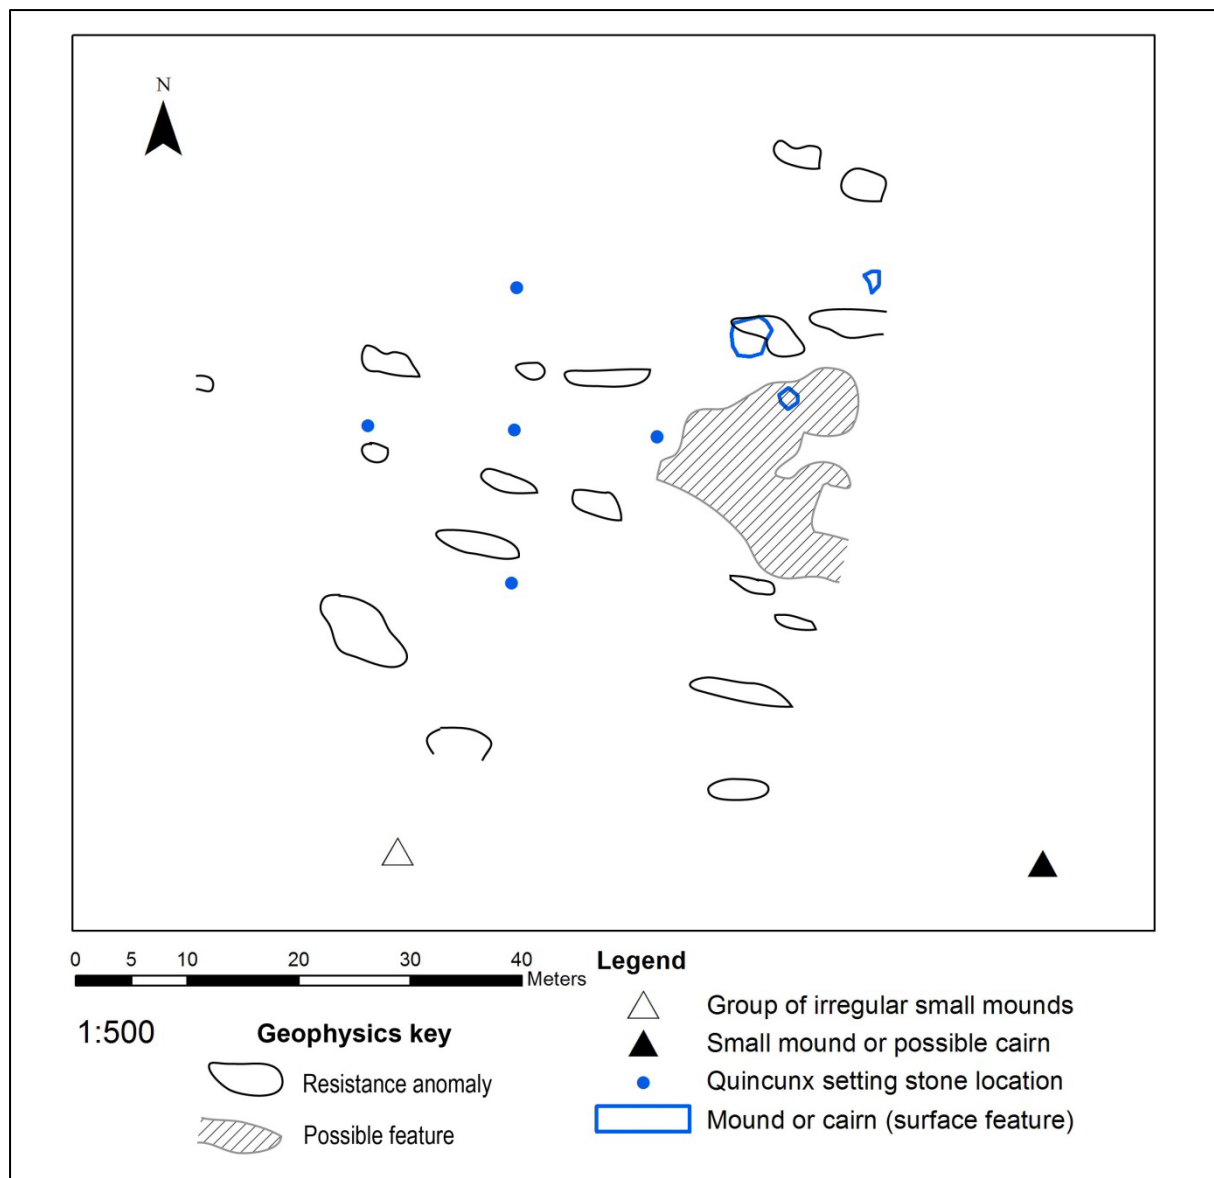 N
0 5 10 20 30 40
Meters
1:500
Geophysics key
Resistance anomaly
Possible feature
Legend
Group of irregular small mounds
Small mound or possible cairn
Quincunx setting stone location
Mound or cairn (surface feature)